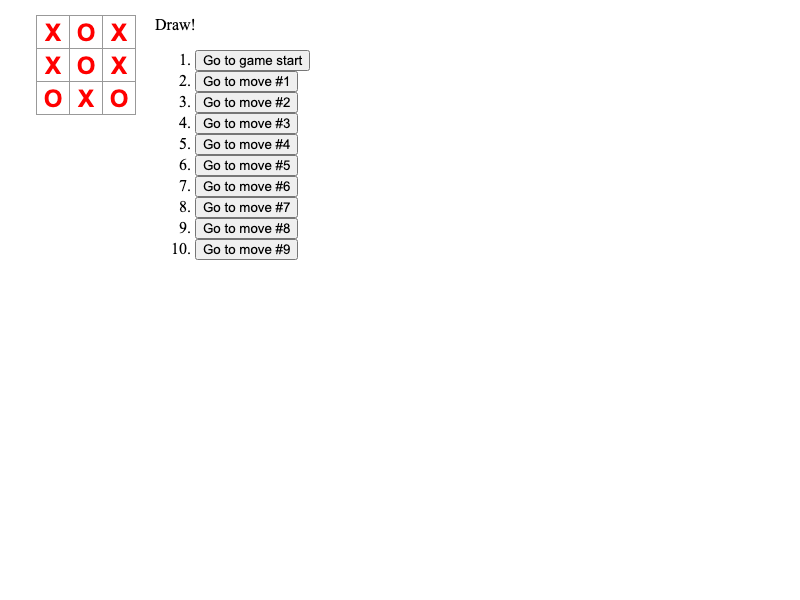 X O X
X O X
O X O
Draw!
1. Go to game start
2. Go to move #1
3. Go to move #2
4. Go to move #3
5. Go to move #4
6. Go to move #5
7. Go to move #6
8. Go to move #7
9. Go to move #8
10. Go to move #9